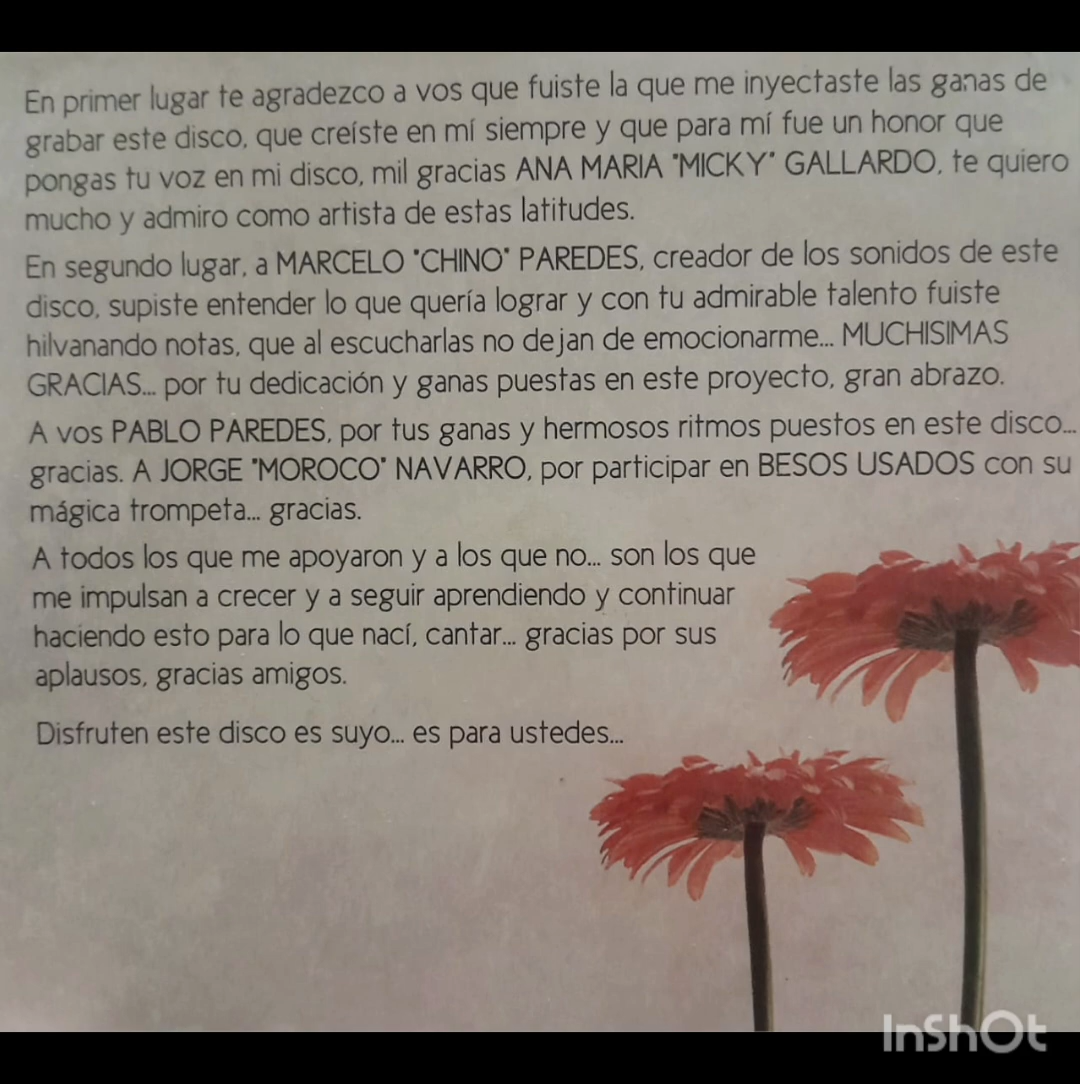 En primer lugar te agradezco a vos que fuiste la que me inyectaste las ganas de
grabar este disco, que creíste en mí siempre y que para mí fue un honor que
pongas tu voz en mi disco, mil gracias ANA MARIA "MICKY" GALLARDO, te quiero
mucho y admiro como artista de estas latitudes.
En segundo lugar, a MARCELO "CHINO" PAREDES, creador de los sonidos de este
disco, supiste entender lo que quería lograr y con tu admirable talento fuiste
hilvanando notas, que al escucharlas no dejan de emocionarme... MUCHISIMAS
GRACIAS... por tu dedicación y ganas puestas en este proyecto, gran abrazo.
A vos PABLO PAREDES, por tus ganas y hermosos ritmos puestos en este disco...
gracias. A JORGE "MOROCO" NAVARRO, por participar en BESOS USADOS con su
mágica trompeta... gracias.
A todos los que me apoyaron y a los que no... son los que
me impulsan a crecer y a seguir aprendiendo y continuar
haciendo esto para lo que nací, cantar... gracias por sus
aplausos, gracias amigos.
Disfruten este disco es suyo... es para ustedes...
InShOt